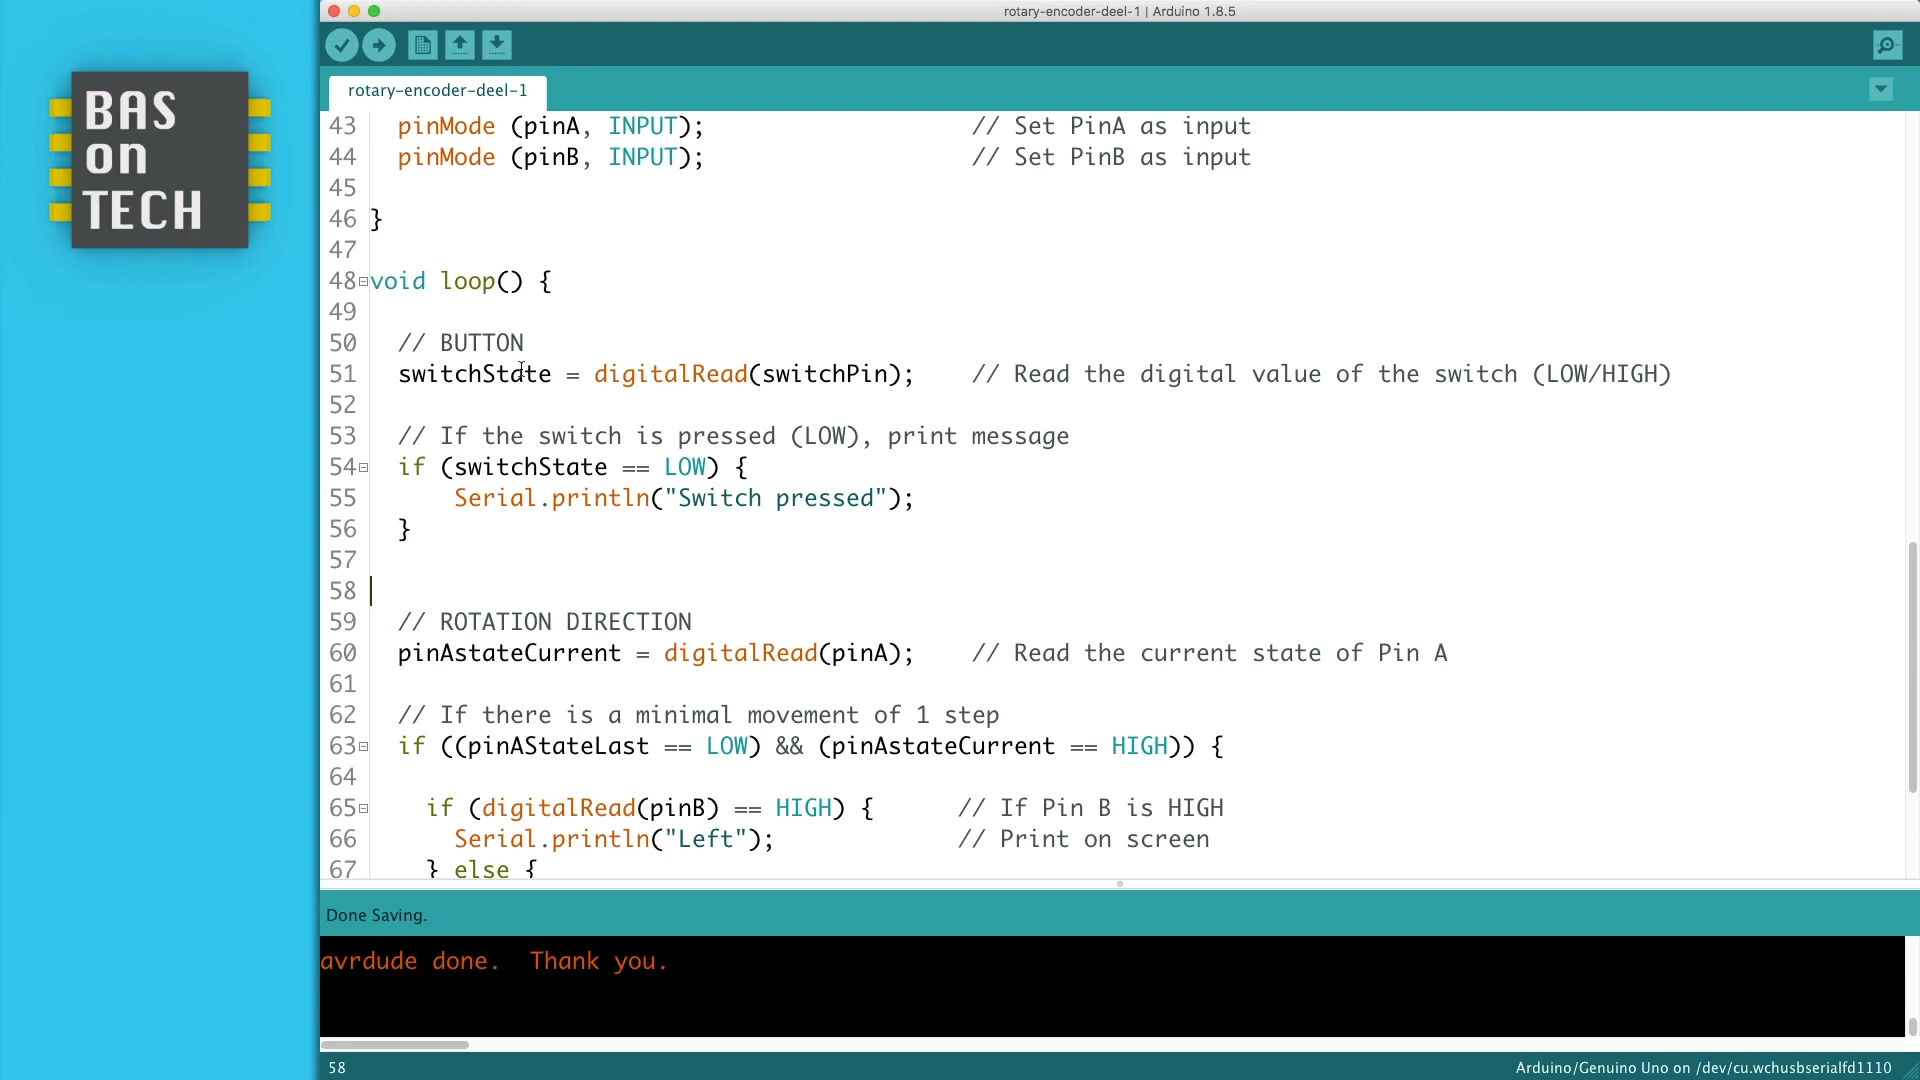 rotary-encoder-deel-1 | Arduino 1.8.5
BAS
on
TECH
rotary-encoder-deel-1
43 pinMode (pinA, INPUT); // Set PinA as input
44 pinMode (pinB, INPUT); // Set PinB as input
45
46 }
47
48 void loop() {
49
50 // BUTTON
51 switchState = digitalRead(switchPin); // Read the digital value of the switch (LOW/HIGH)
52
53 // If the switch is pressed (LOW), print message
54 if (switchState == LOW) {
55 Serial.println("Switch pressed");
56 }
57
58
59 // ROTATION DIRECTION
60 pinAstateCurrent = digitalRead(pinA); // Read the current state of Pin A
61
62 // If there is a minimal movement of 1 step
63 if ((pinAStateLast == LOW) && (pinAstateCurrent == HIGH)) {
64
65 if (digitalRead(pinB) == HIGH) { // If Pin B is HIGH
66 Serial.println("Left"); // Print on screen
67 } else {
Done Saving.
avrdude done. Thank you.
58 Arduino/Genuino Uno on /dev/cu.wchusbserialfd1110